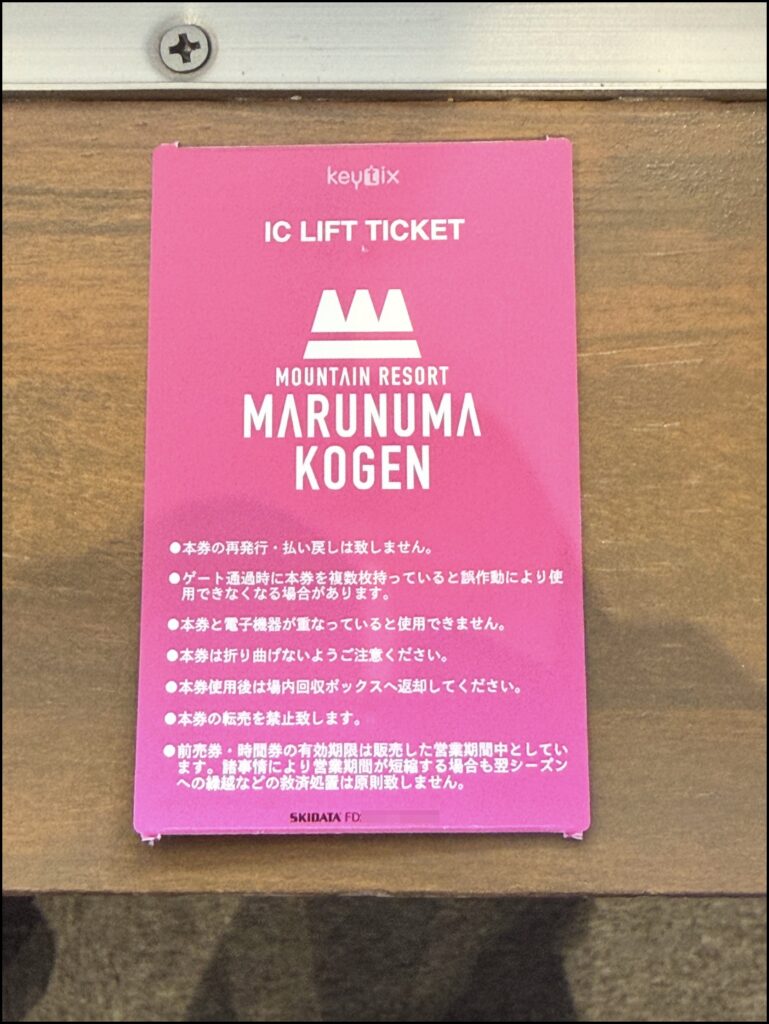 keytix
IC LIFT TICKET
MOUNTAIN RESORT
MARUNUMA
KOGEN
●本券の再発行・払い戻しは致しません。
●ゲート通過時に本券を複数枚持っていると誤作動により使
用できなくなる場合があります。
●本券と電子機器が重なっていると使用できません。
●本券は折り曲げないようご注意ください。
●本券使用後は場内回収ボックスへ返却してください。
●本券の転売を禁止致します。
●前売券・時間券の有効期限は販売した営業期間中としてい
ます。諸事情により営業期間が短縮する場合も翌シーズン
への繰越などの救済処置は原則致しません。
SKIDATA FD: